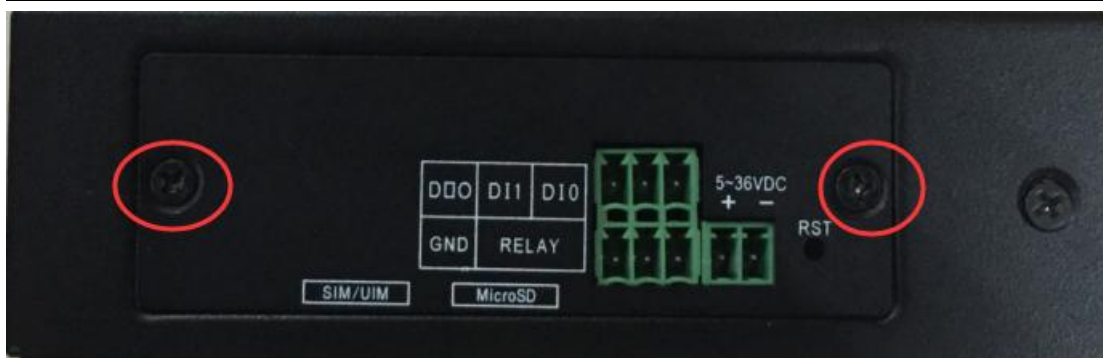 D☐O DI1 DI0
5~36VDC
+ −
GND RELAY
RST
SIM/UIM MicroSD